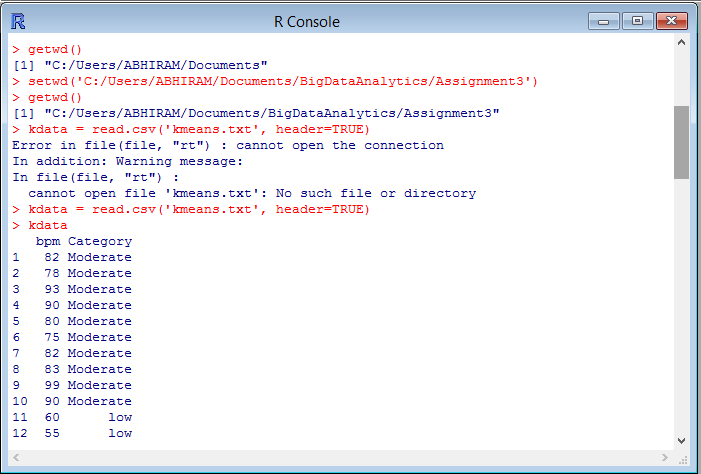 R Console
> getwd()
[1] "C:/Users/ABHIRAM/Documents"
> setwd('C:/Users/ABHIRAM/Documents/BigDataAnalytics/Assignment3')
> getwd()
[1] "C:/Users/ABHIRAM/Documents/BigDataAnalytics/Assignment3"
> kdata = read.csv('kmeans.txt', header=TRUE)
Error in file(file, "rt") : cannot open the connection
In addition: Warning message:
In file(file, "rt") :
  cannot open file 'kmeans.txt': No such file or directory
> kdata = read.csv('kmeans.txt', header=TRUE)
> kdata
   bpm Category
1   82 Moderate
2   78 Moderate
3   93 Moderate
4   90 Moderate
5   80 Moderate
6   75 Moderate
7   82 Moderate
8   83 Moderate
9   99 Moderate
10  90 Moderate
11  60      low
12  55      low